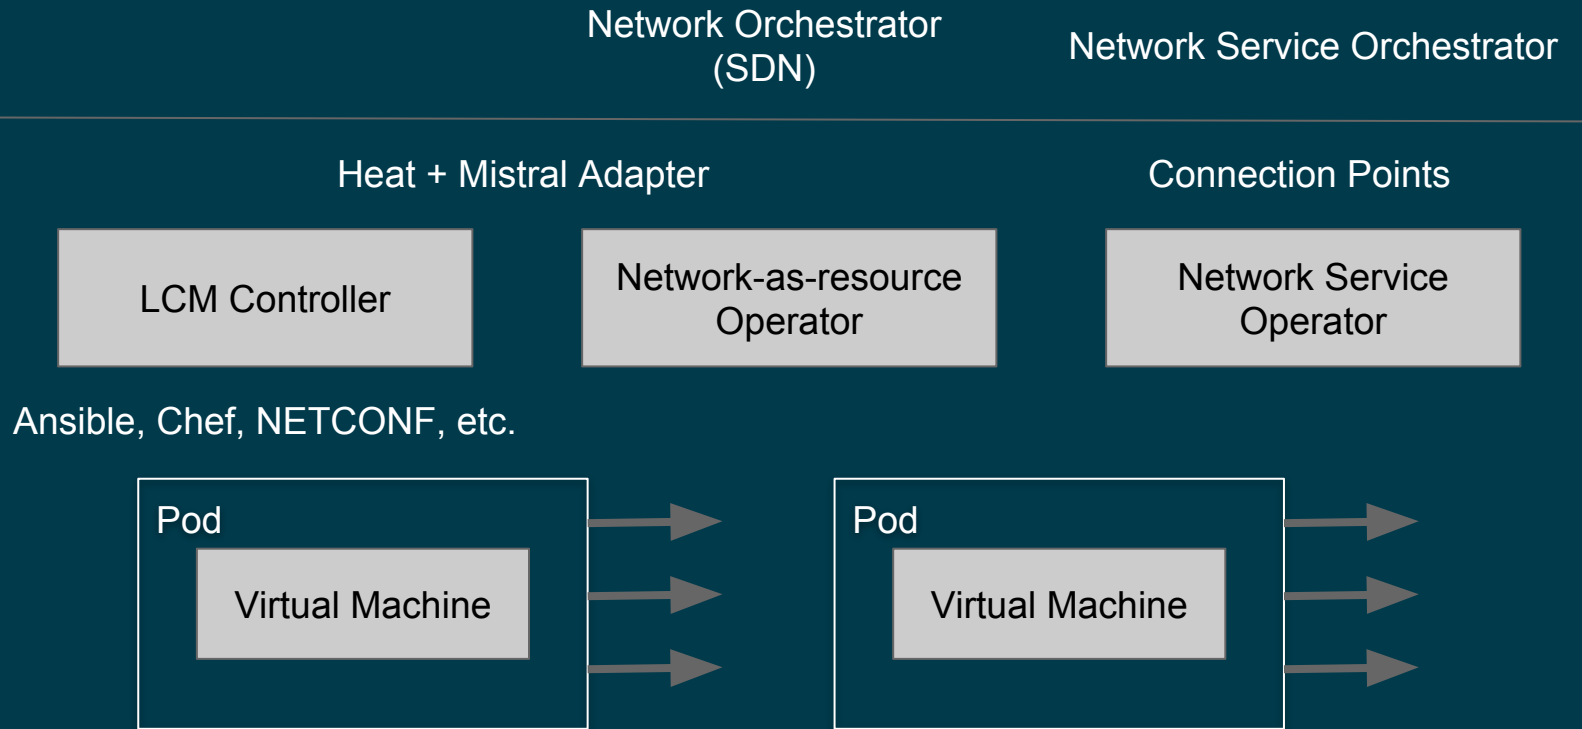 Network Orchestrator
(SDN)
Network Service Orchestrator
Heat + Mistral Adapter
Connection Points
LCM Controller
Network-as-resource
Operator
Network Service
Operator
Ansible, Chef, NETCONF, etc.
Pod
Virtual Machine
Pod
Virtual Machine